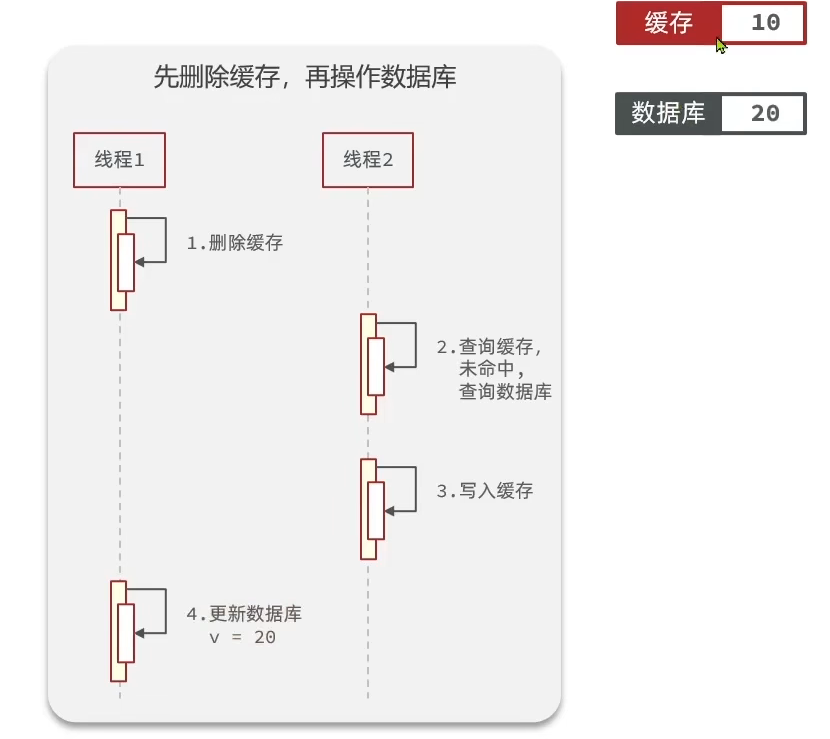 缓存 10
先删除缓存，再操作数据库
数据库 20
线程1 线程2
1.删除缓存
2.查询缓存,
未命中,
查询数据库
3.写入缓存
4.更新数据库
v = 20